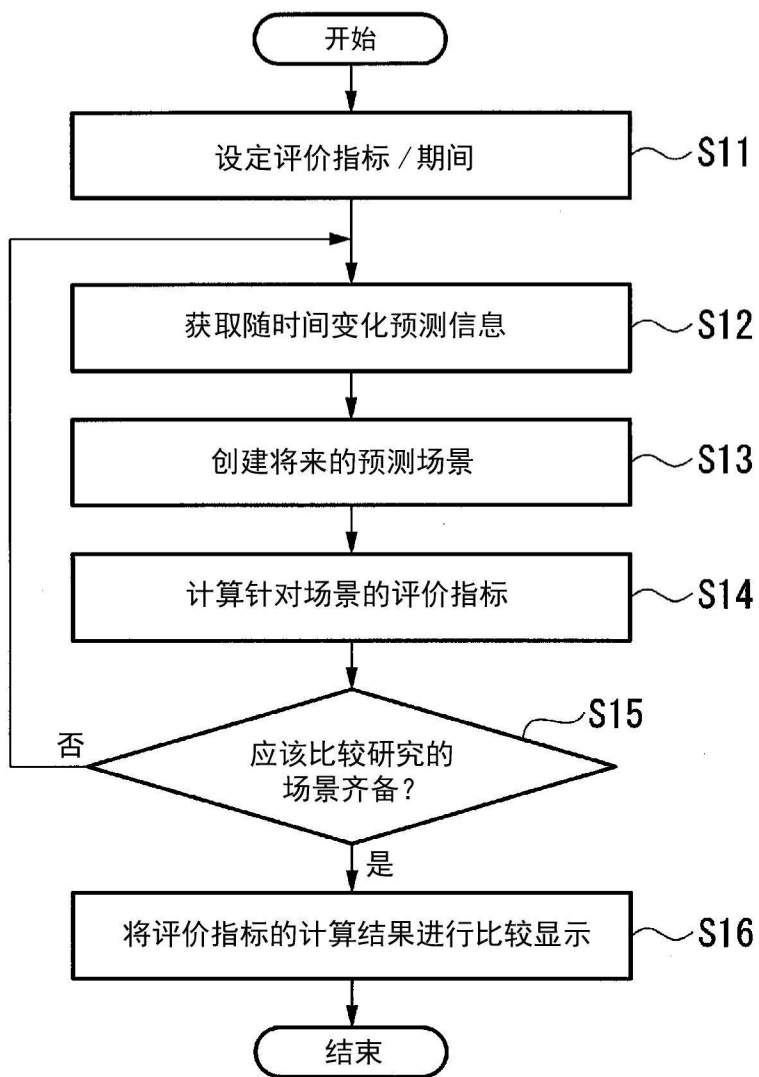 开始
设定评价指标/期间
S11
获取随时间变化预测信息
S12
创建将来的预测场景
S13
计算针对场景的评价指标
S14
应该比较研究的
场景齐备?
S15
否
是
将评价指标的计算结果进行比较显示
S16
结束